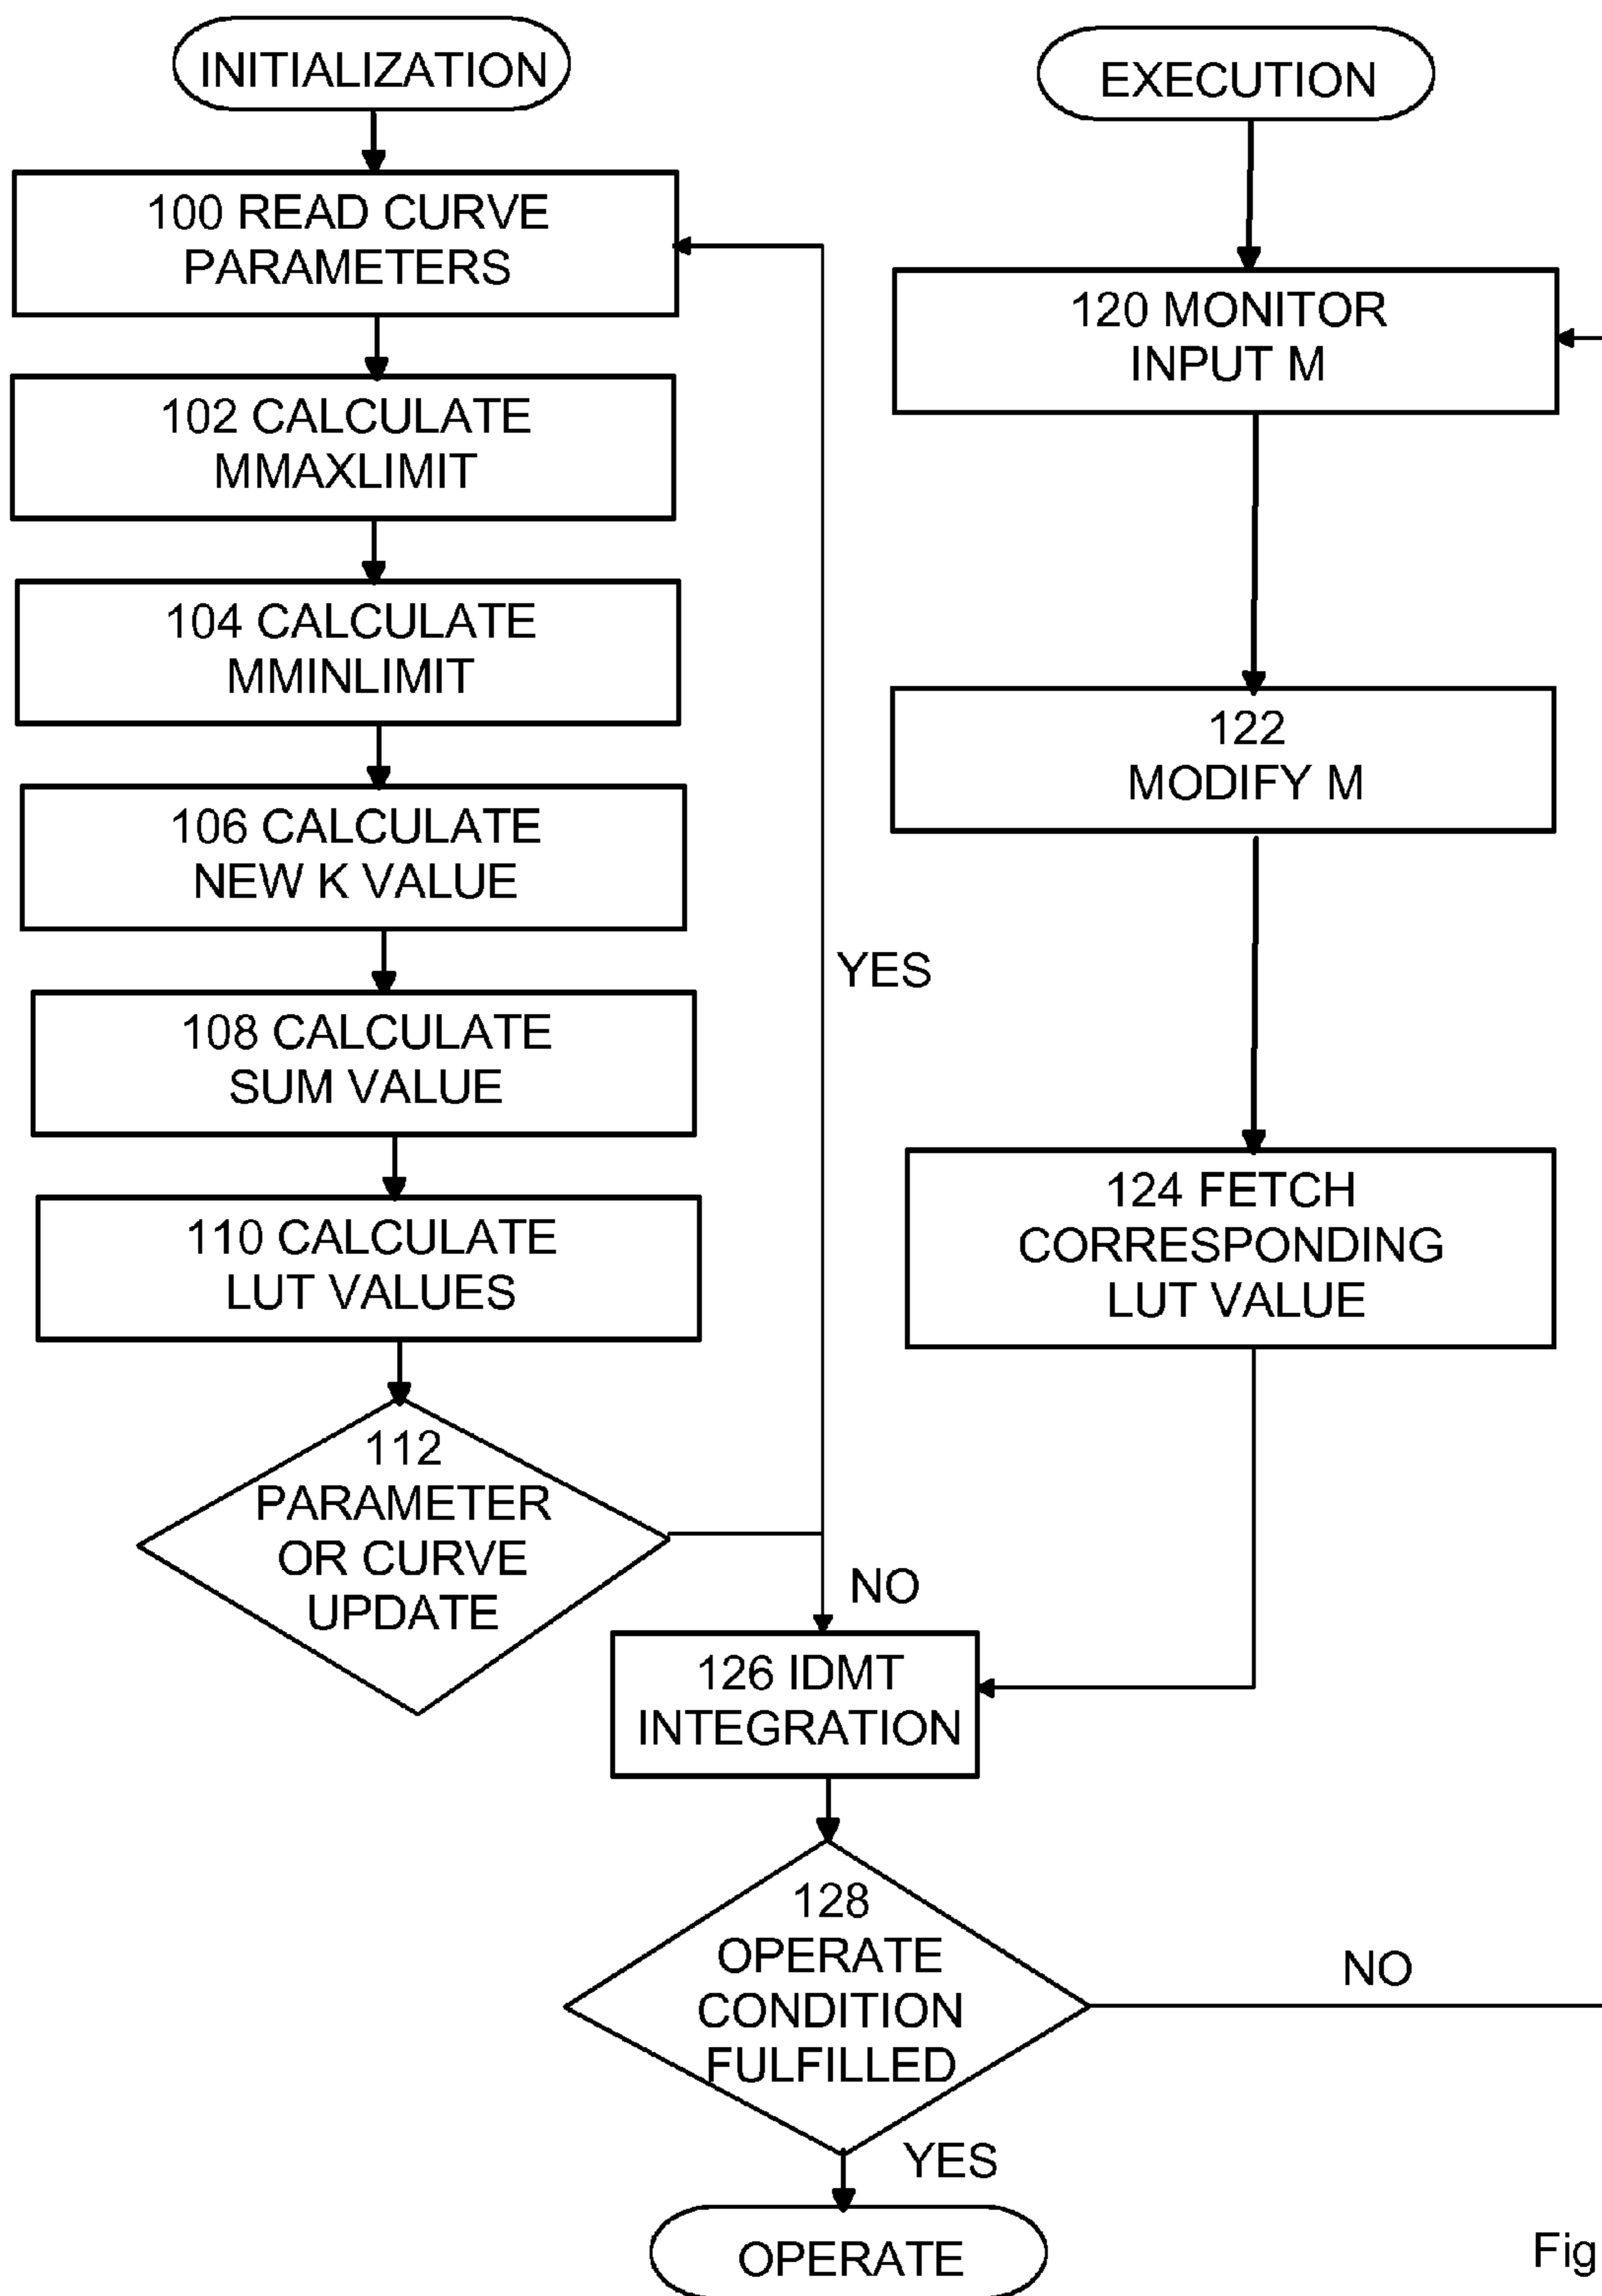 INITIALIZATION
100 READ CURVE
PARAMETERS
102 CALCULATE
MMAXLIMIT
104 CALCULATE
MMINLIMIT
106 CALCULATE
NEW K VALUE
108 CALCULATE
SUM VALUE
110 CALCULATE
LUT VALUES
112
PARAMETER
OR CURVE
UPDATE
YES
NO
EXECUTION
120 MONITOR
INPUT M
122
MODIFY M
124 FETCH
CORRESPONDING
LUT VALUE
126 IDMT
INTEGRATION
128
OPERATE
CONDITION
FULFILLED
NO
YES
OPERATE
Fig